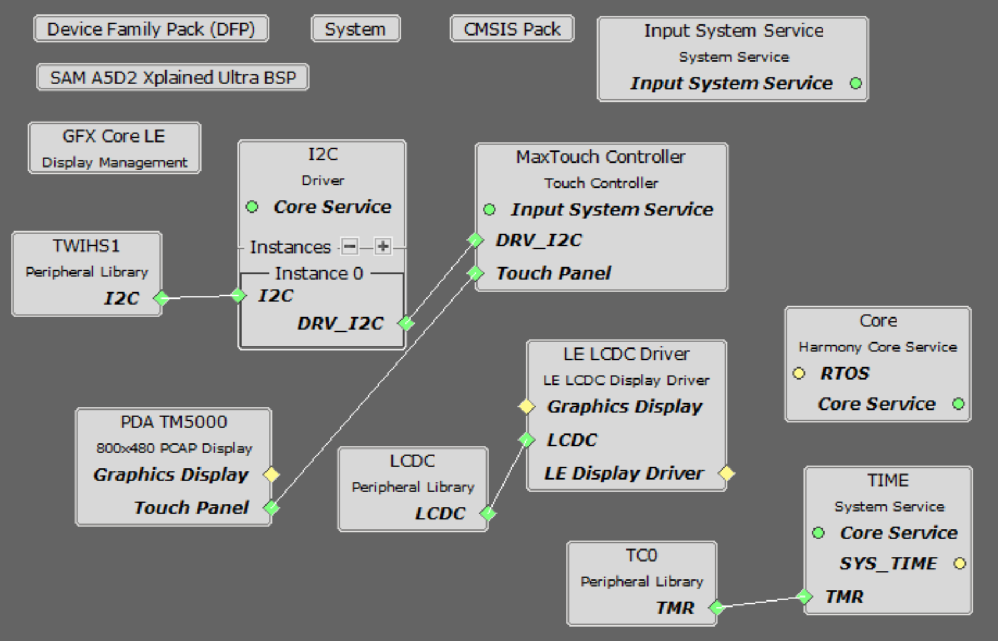 Device Family Pack (DFP)
System
CMSIS Pack
Input System Service
System Service
Input System Service
SAM A5D2 Xplained Ultra BSP
GFX Core LE
Display Management
I2C
Driver
Core Service
Instances
Instance 0
I2C
DRV_I2C
MaxTouch Controller
Touch Controller
Input System Service
DRV_I2C
Touch Panel
TWIHS1
Peripheral Library
I2C
LE LCDC Driver
LE LCDC Display Driver
Graphics Display
LCDC
LE Display Driver
Core
Harmony Core Service
RTOS
Core Service
PDA TM5000
800x480 PCAP Display
Graphics Display
Touch Panel
LCDC
Peripheral Library
LCDC
TIME
System Service
Core Service
SYS_TIME
TMR
TC0
Peripheral Library
TMR